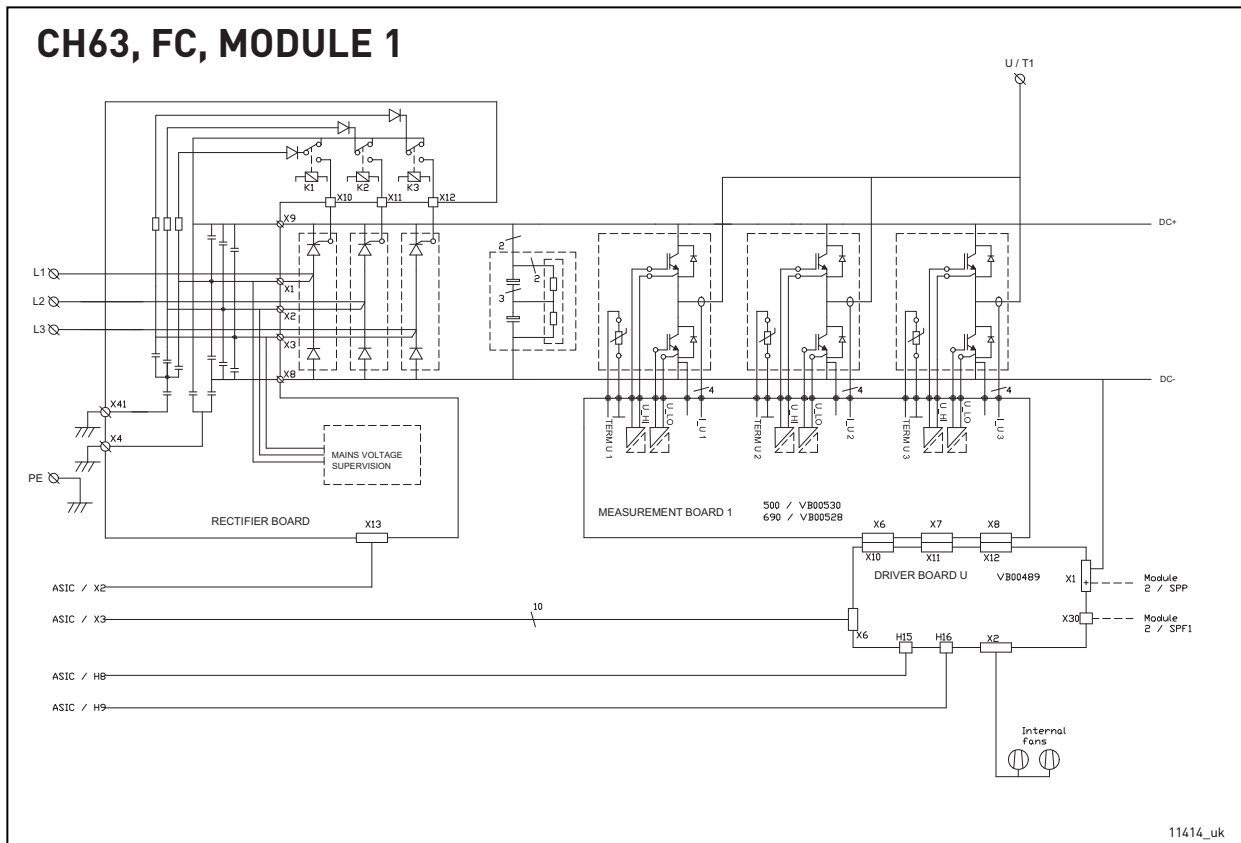 CH63, FC, MODULE 1
U / T1
K1
K2
K3
X10
X11
X12
X9
DC+
2
2
3
L1
X1
L2
X2
L3
X3
X8
DC-
X41
X4
PE
4
4
4
TERM U 1
U_HI
U_LO
I_U 1
TERM U 2
U_HI
U_LO
I_U 2
TERM U 3
U_HI
U_LO
I_U 3
MAINS VOLTAGE
SUPERVISION
RECTIFIER BOARD
X13
MEASUREMENT BOARD 1
500 / VB00530
690 / VB00528
X6
X7
X8
X10
X11
X12
DRIVER BOARD U
VB00489
X1
+
Module
2 / SPP
X30
Module
2 / SPF1
ASIC / X2
ASIC / X3
10
X6
H15
H16
X2
ASIC / H8
ASIC / H9
Internal
fans
11414_uk